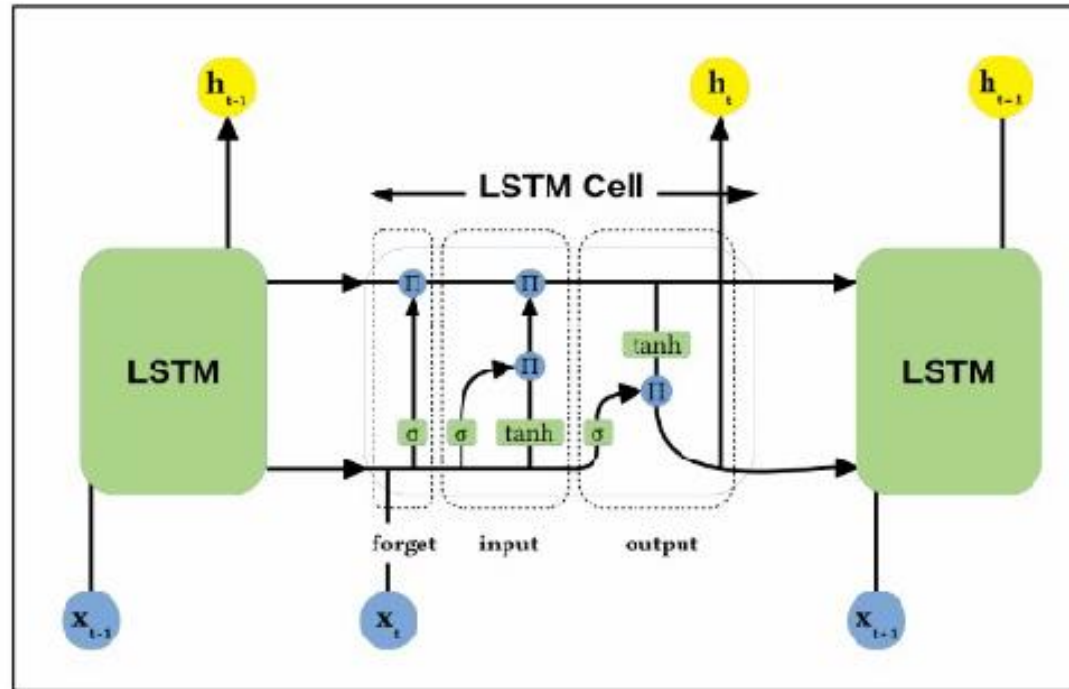 h t-1 h t h t-1
LSTM Cell
Π Π
LSTM tanh LSTM
Π Π
σ σ tanh σ
forget input output
x t-1 x t x t+1